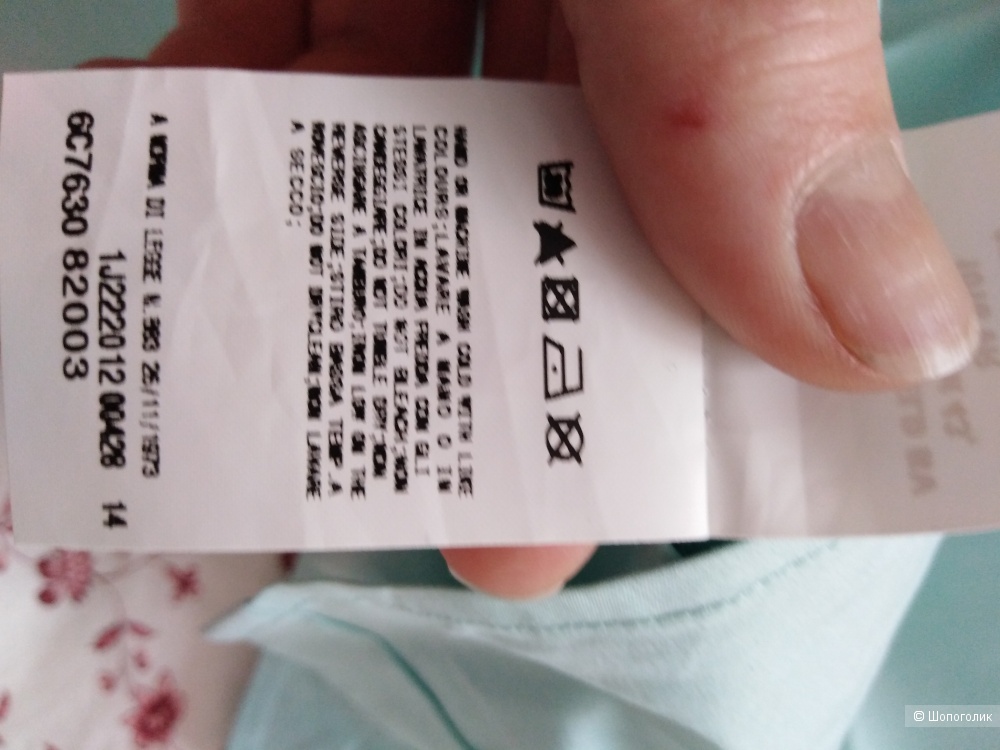 HAND OR MACHINE WASH COLD WITH LIKE
COLOURS;LAVARE A MANO O IN
LAVATRICE IN ACQUA FREDDA CON GLI
STESSI COLORI;DO NOT BLEACH;NON
CANDEGGIARE;DO NOT TUMBLE DRY;NON
ASCIUGARE A TAMBURO;IRON LOW ON THE
REVERSE SIDE;STIRO BASSA TEMP.A
ROVESCIO;DO NOT DRYCLEAN;NON LAVARE
A SECCO;
A NORMA DI LEGGE N.883 26/11/1973
1J222012 00428 14
6C7630 82003
© Шопоголик